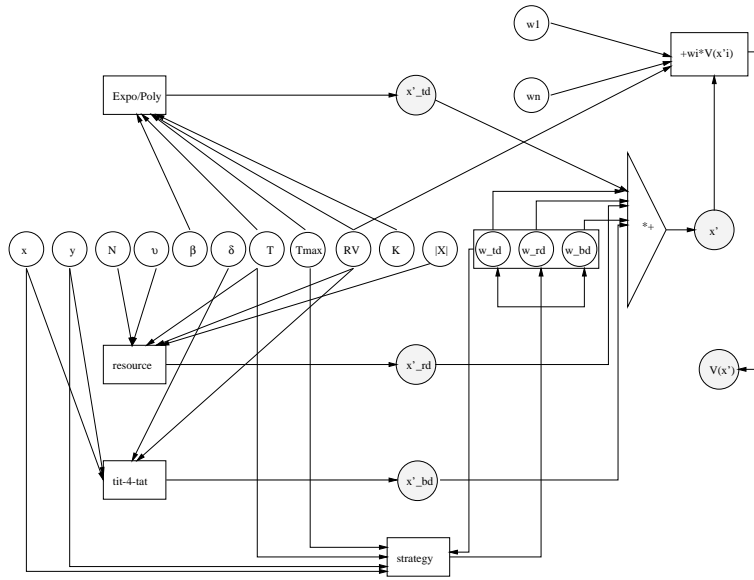 w1
+wi*V(x'i)
Expo/Poly
x'_td
wn
x
y
N
υ
β
δ
T
Tmax
RV
K
|X|
w_td
w_rd
w_bd
*+
x'
resource
x'_rd
V(x')
tit-4-tat
x'_bd
strategy